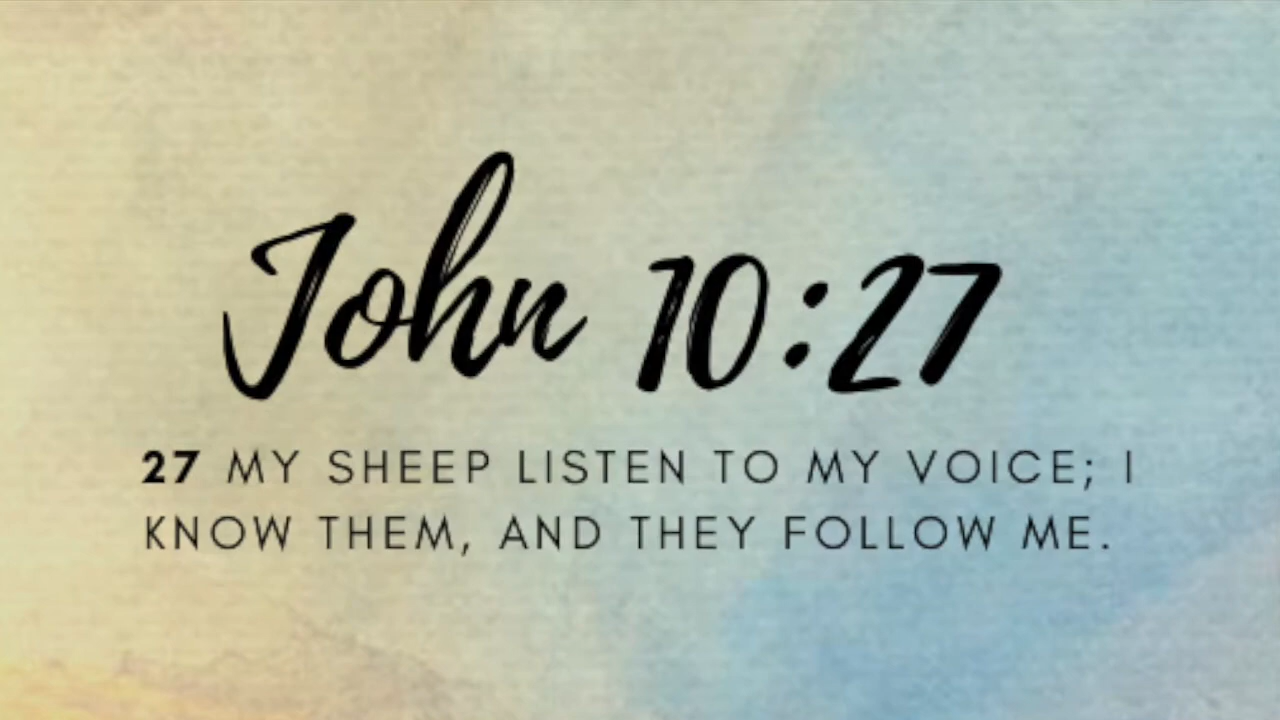 John 10:27
27 MY SHEEP LISTEN TO MY VOICE; I
KNOW THEM, AND THEY FOLLOW ME.